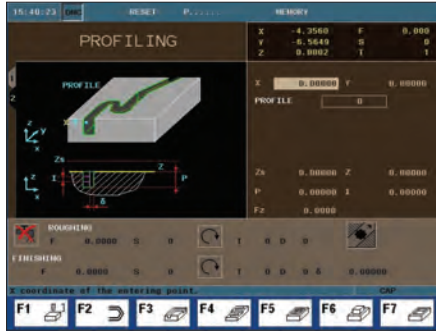 15:40:23 DNC RESET P...... MEMORY
PROFILING
X -4.3560 F 0.000
Y -6.5649 S 0
Z 0.0002 T 1
X 0.00000 Y 0.00000
PROFILE 0
PROFILE
2
z y x
Zs Z
z I P
x
δ
Zs 0.00000 Z 0.00000
P 0.00000 I 0.00000
Fz 0.0000
ROUGHING
F 0.0000 S 0 T 0 D 0
FINISHING
F 0.0000 S 0 T 0 D 0 δ 0.00000
X coordinate of the entering point. CAP
F1 F2 F3 F4 F5 F6 F7